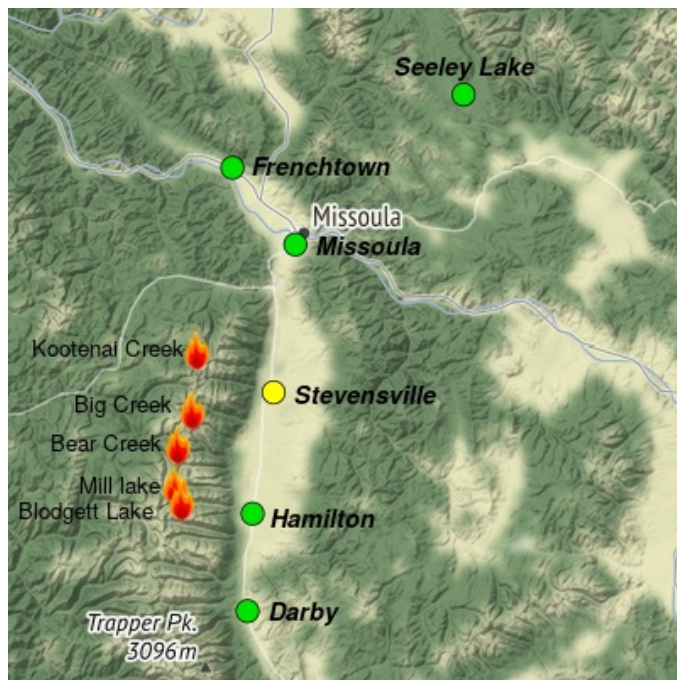 Seeley Lake
Frenchtown
Missoula
Missoula
Kootenai Creek
Stevensville
Big Creek
Bear Creek
Mill lake
Blodgett Lake
Hamilton
Darby
Trapper Pk.
3096m